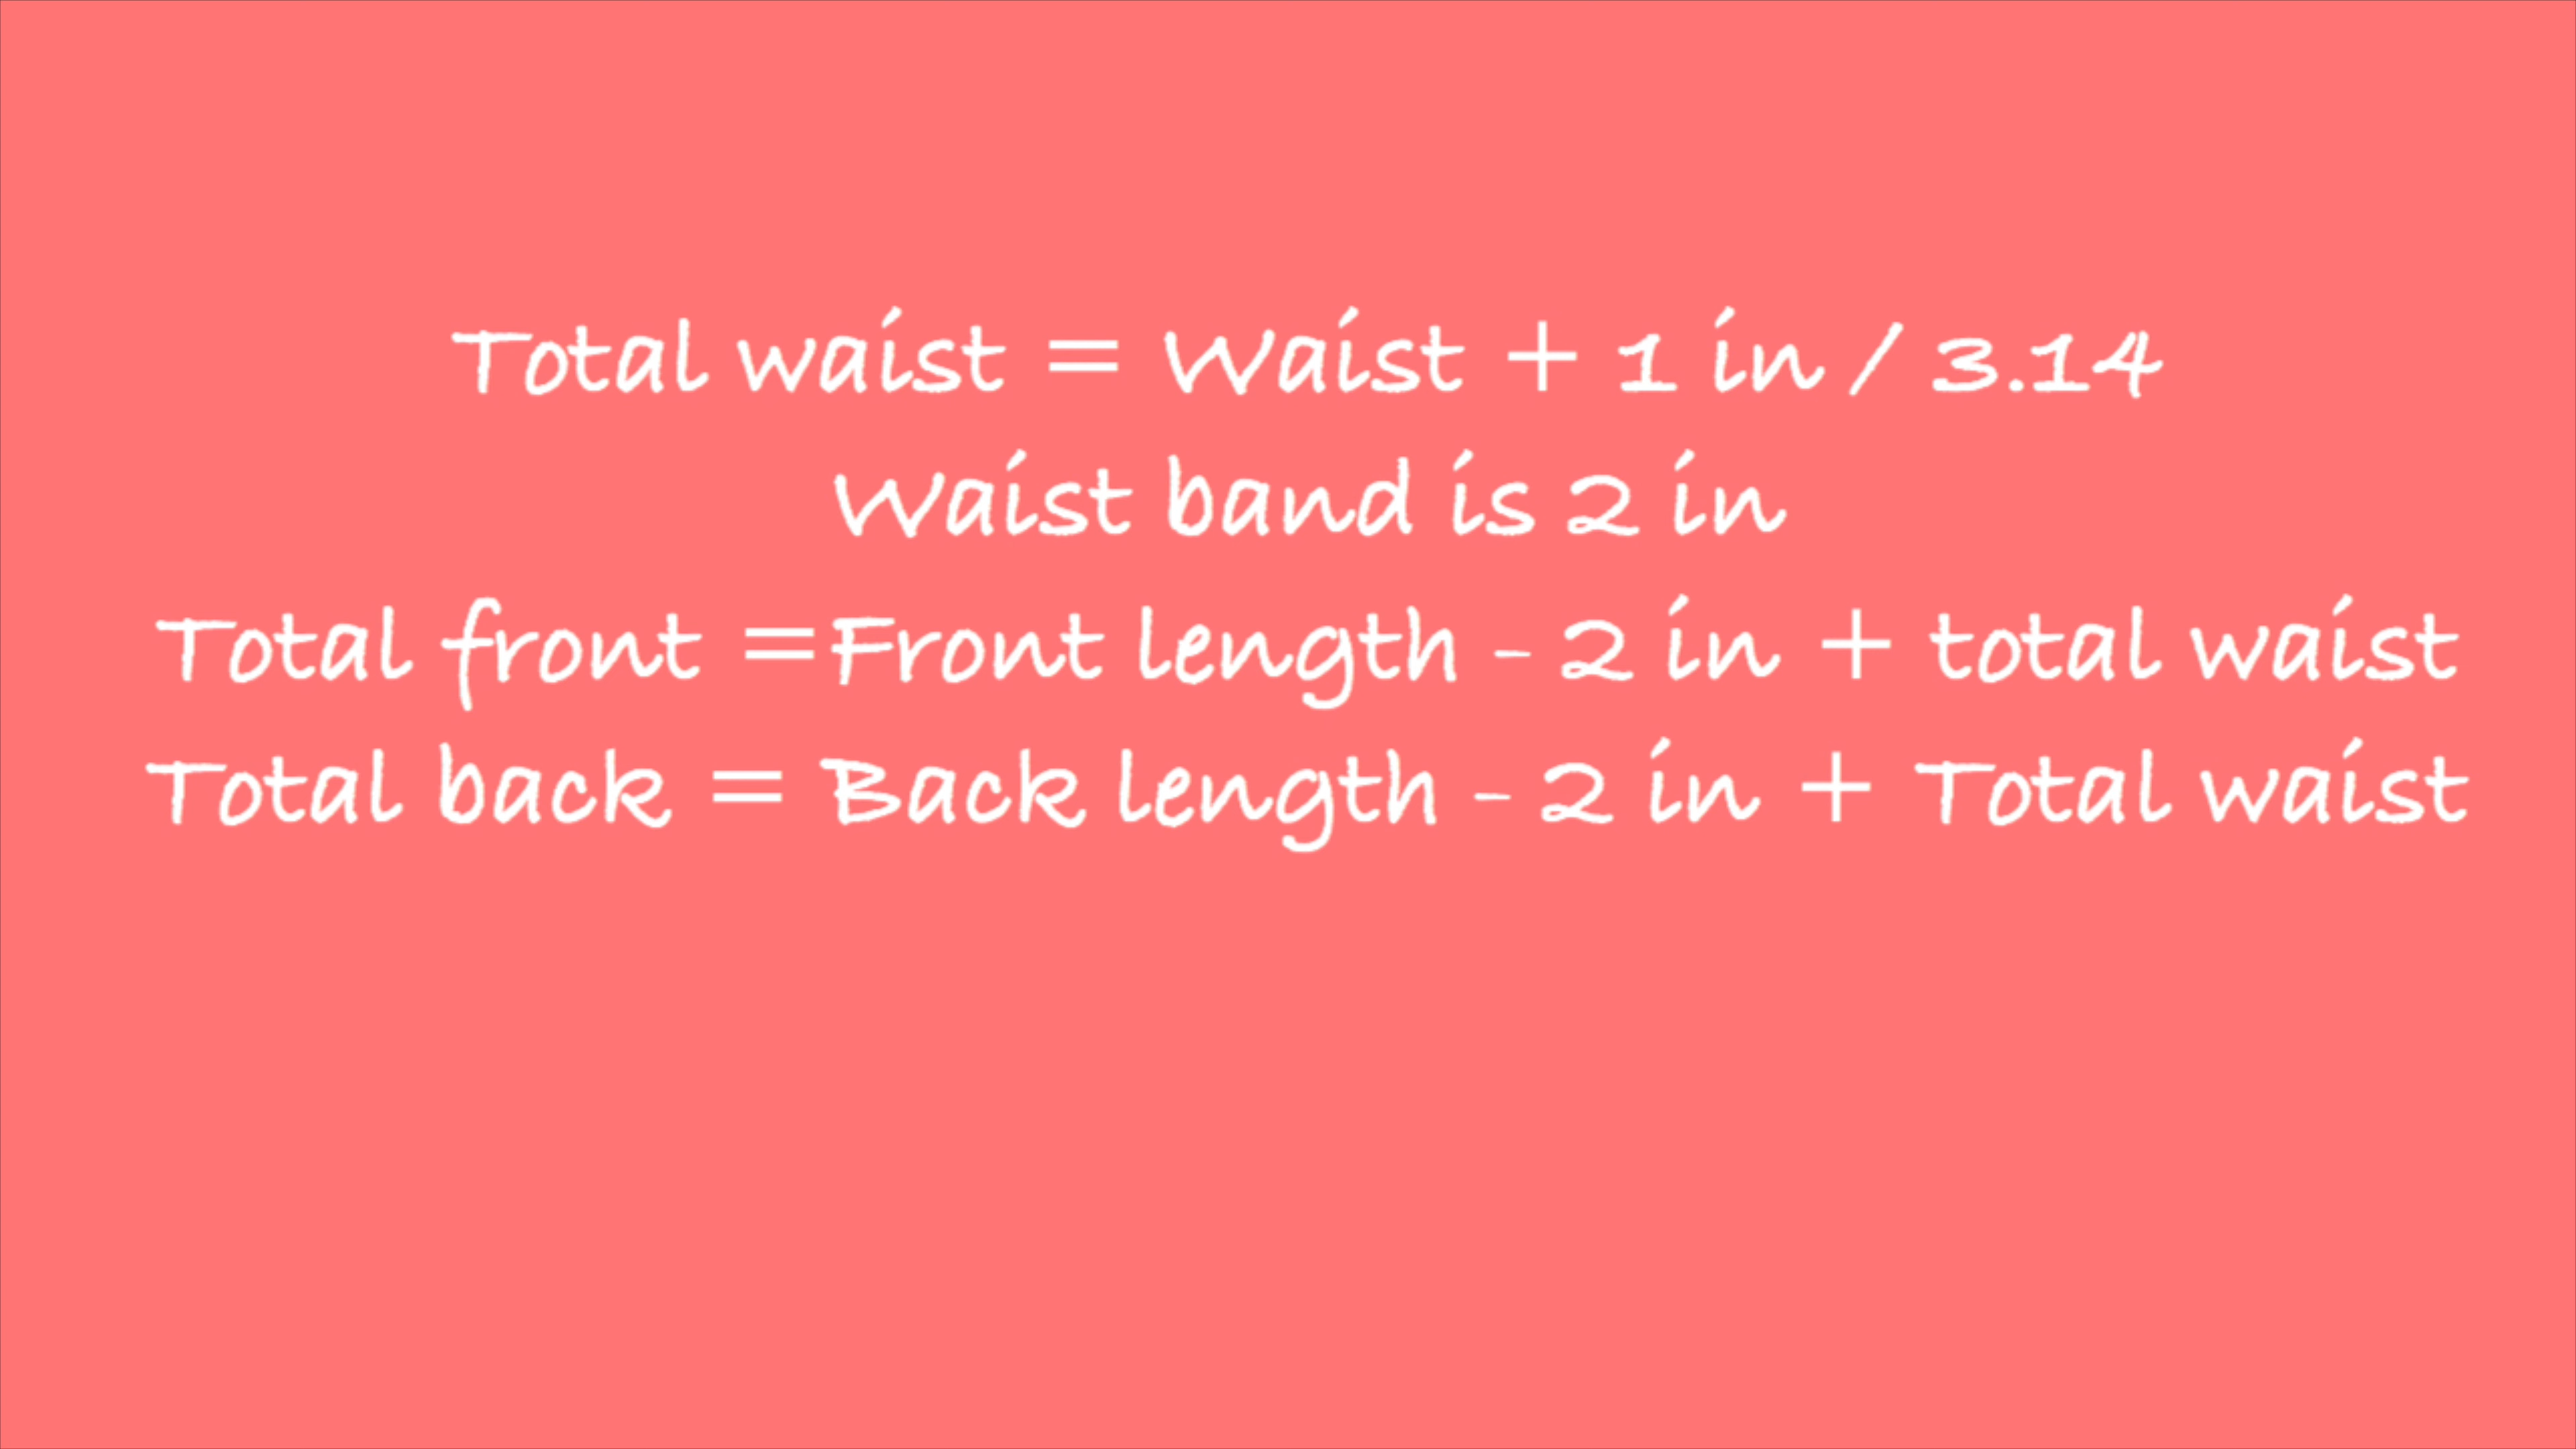 Total waist = Waist + 1 in / 3.14
Waist band is 2 in
Total front =Front length - 2 in + total waist
Total back = Back length - 2 in + Total waist